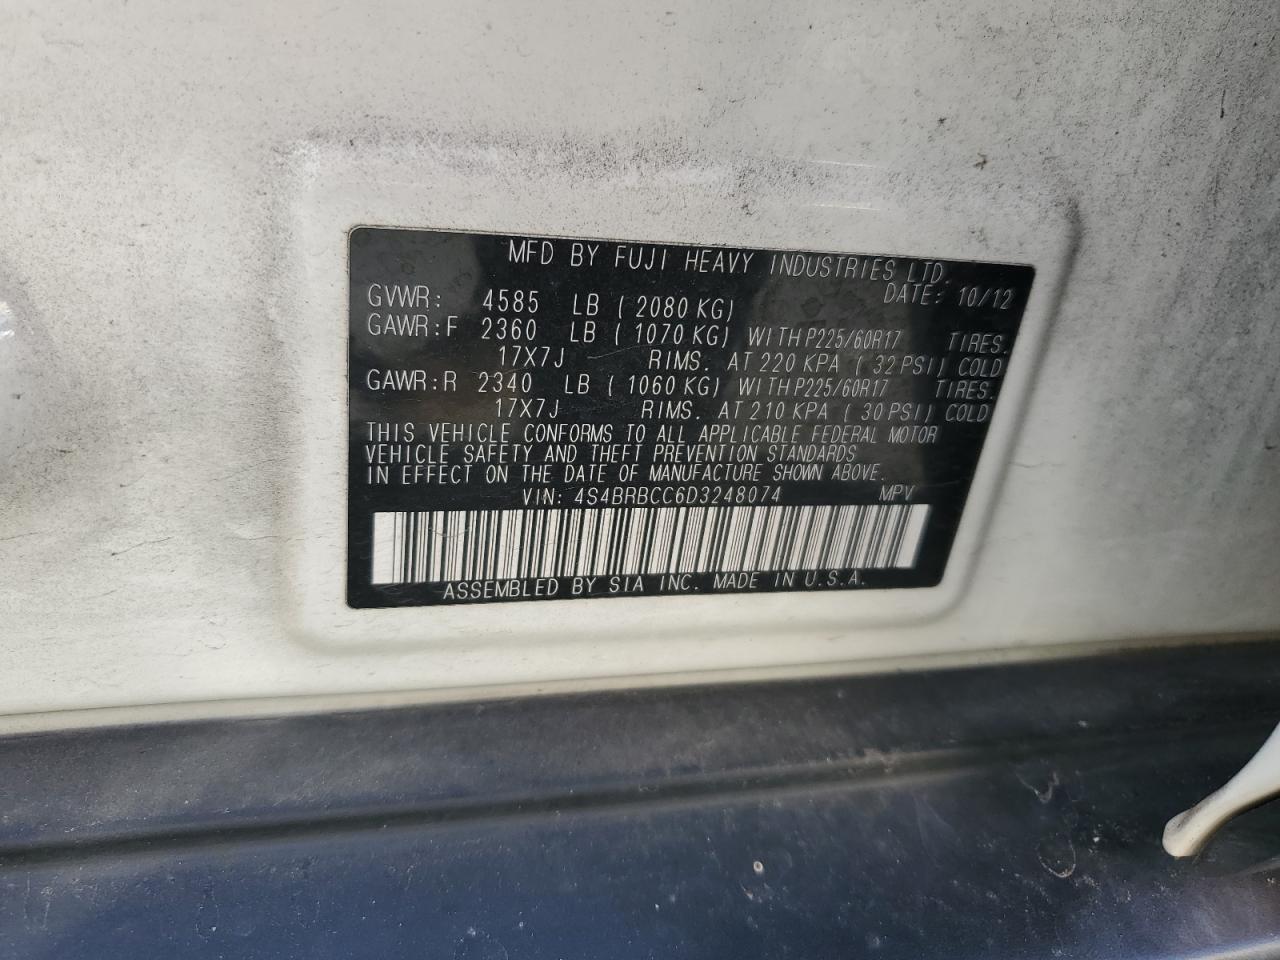 MFD BY FUJI HEAVY INDUSTRIES LTD.
DATE: 10/12
GVWR: 4585 LB (2080 KG)
GAWR:F 2360 LB (1070 KG) WITH P225/60R17 TIRES.
17X7J RIMS. AT 220 KPA (32 PSI) COLD
GAWR:R 2340 LB (1060 KG) WITH P225/60R17 TIRES.
17X7J RIMS. AT 210 KPA (30 PSI) COLD
THIS VEHICLE CONFORMS TO ALL APPLICABLE FEDERAL MOTOR
VEHICLE SAFETY AND THEFT PREVENTION STANDARDS
IN EFFECT ON THE DATE OF MANUFACTURE SHOWN ABOVE.
VIN: 4S4BRBCC6D3248074 MPV
ASSEMBLED BY SIA INC. MADE IN U.S.A.